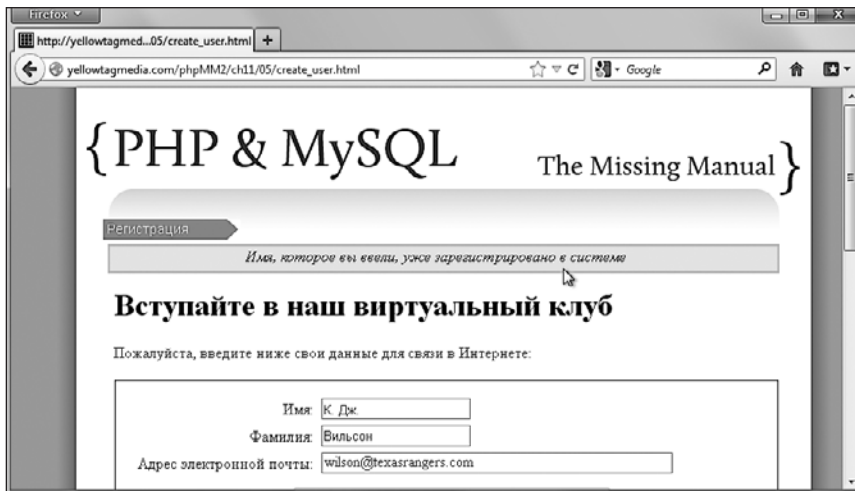 Firefox
http://yellowtagmed...05/create_user.html +
yellowtagmedia.com/phpMM2/ch11/05/create_user.html
Google
{PHP & MySQL
The Missing Manual}
Регистрация
Имя, которое вы ввели, уже зарегистрировано в системе
Вступайте в наш виртуальный клуб
Пожалуйста, введите ниже свои данные для связи в Интернете:
Имя: К. Дж.
Фамилия: Вильсон
Адрес электронной почты: wilson@texasrangers.com